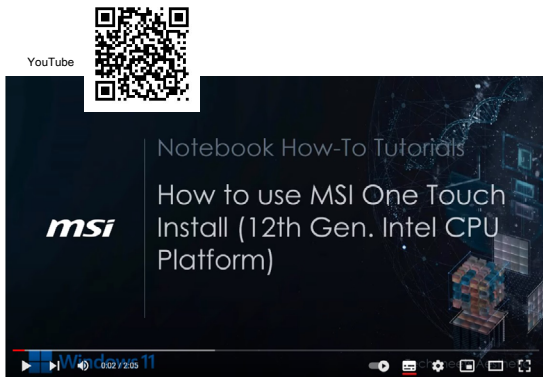 YouTube
Notebook How-To Tutorials
How to use MSI One Touch
Install (12th Gen. Intel CPU
Platform)
msi
Windows 11
0:02 / 2:05